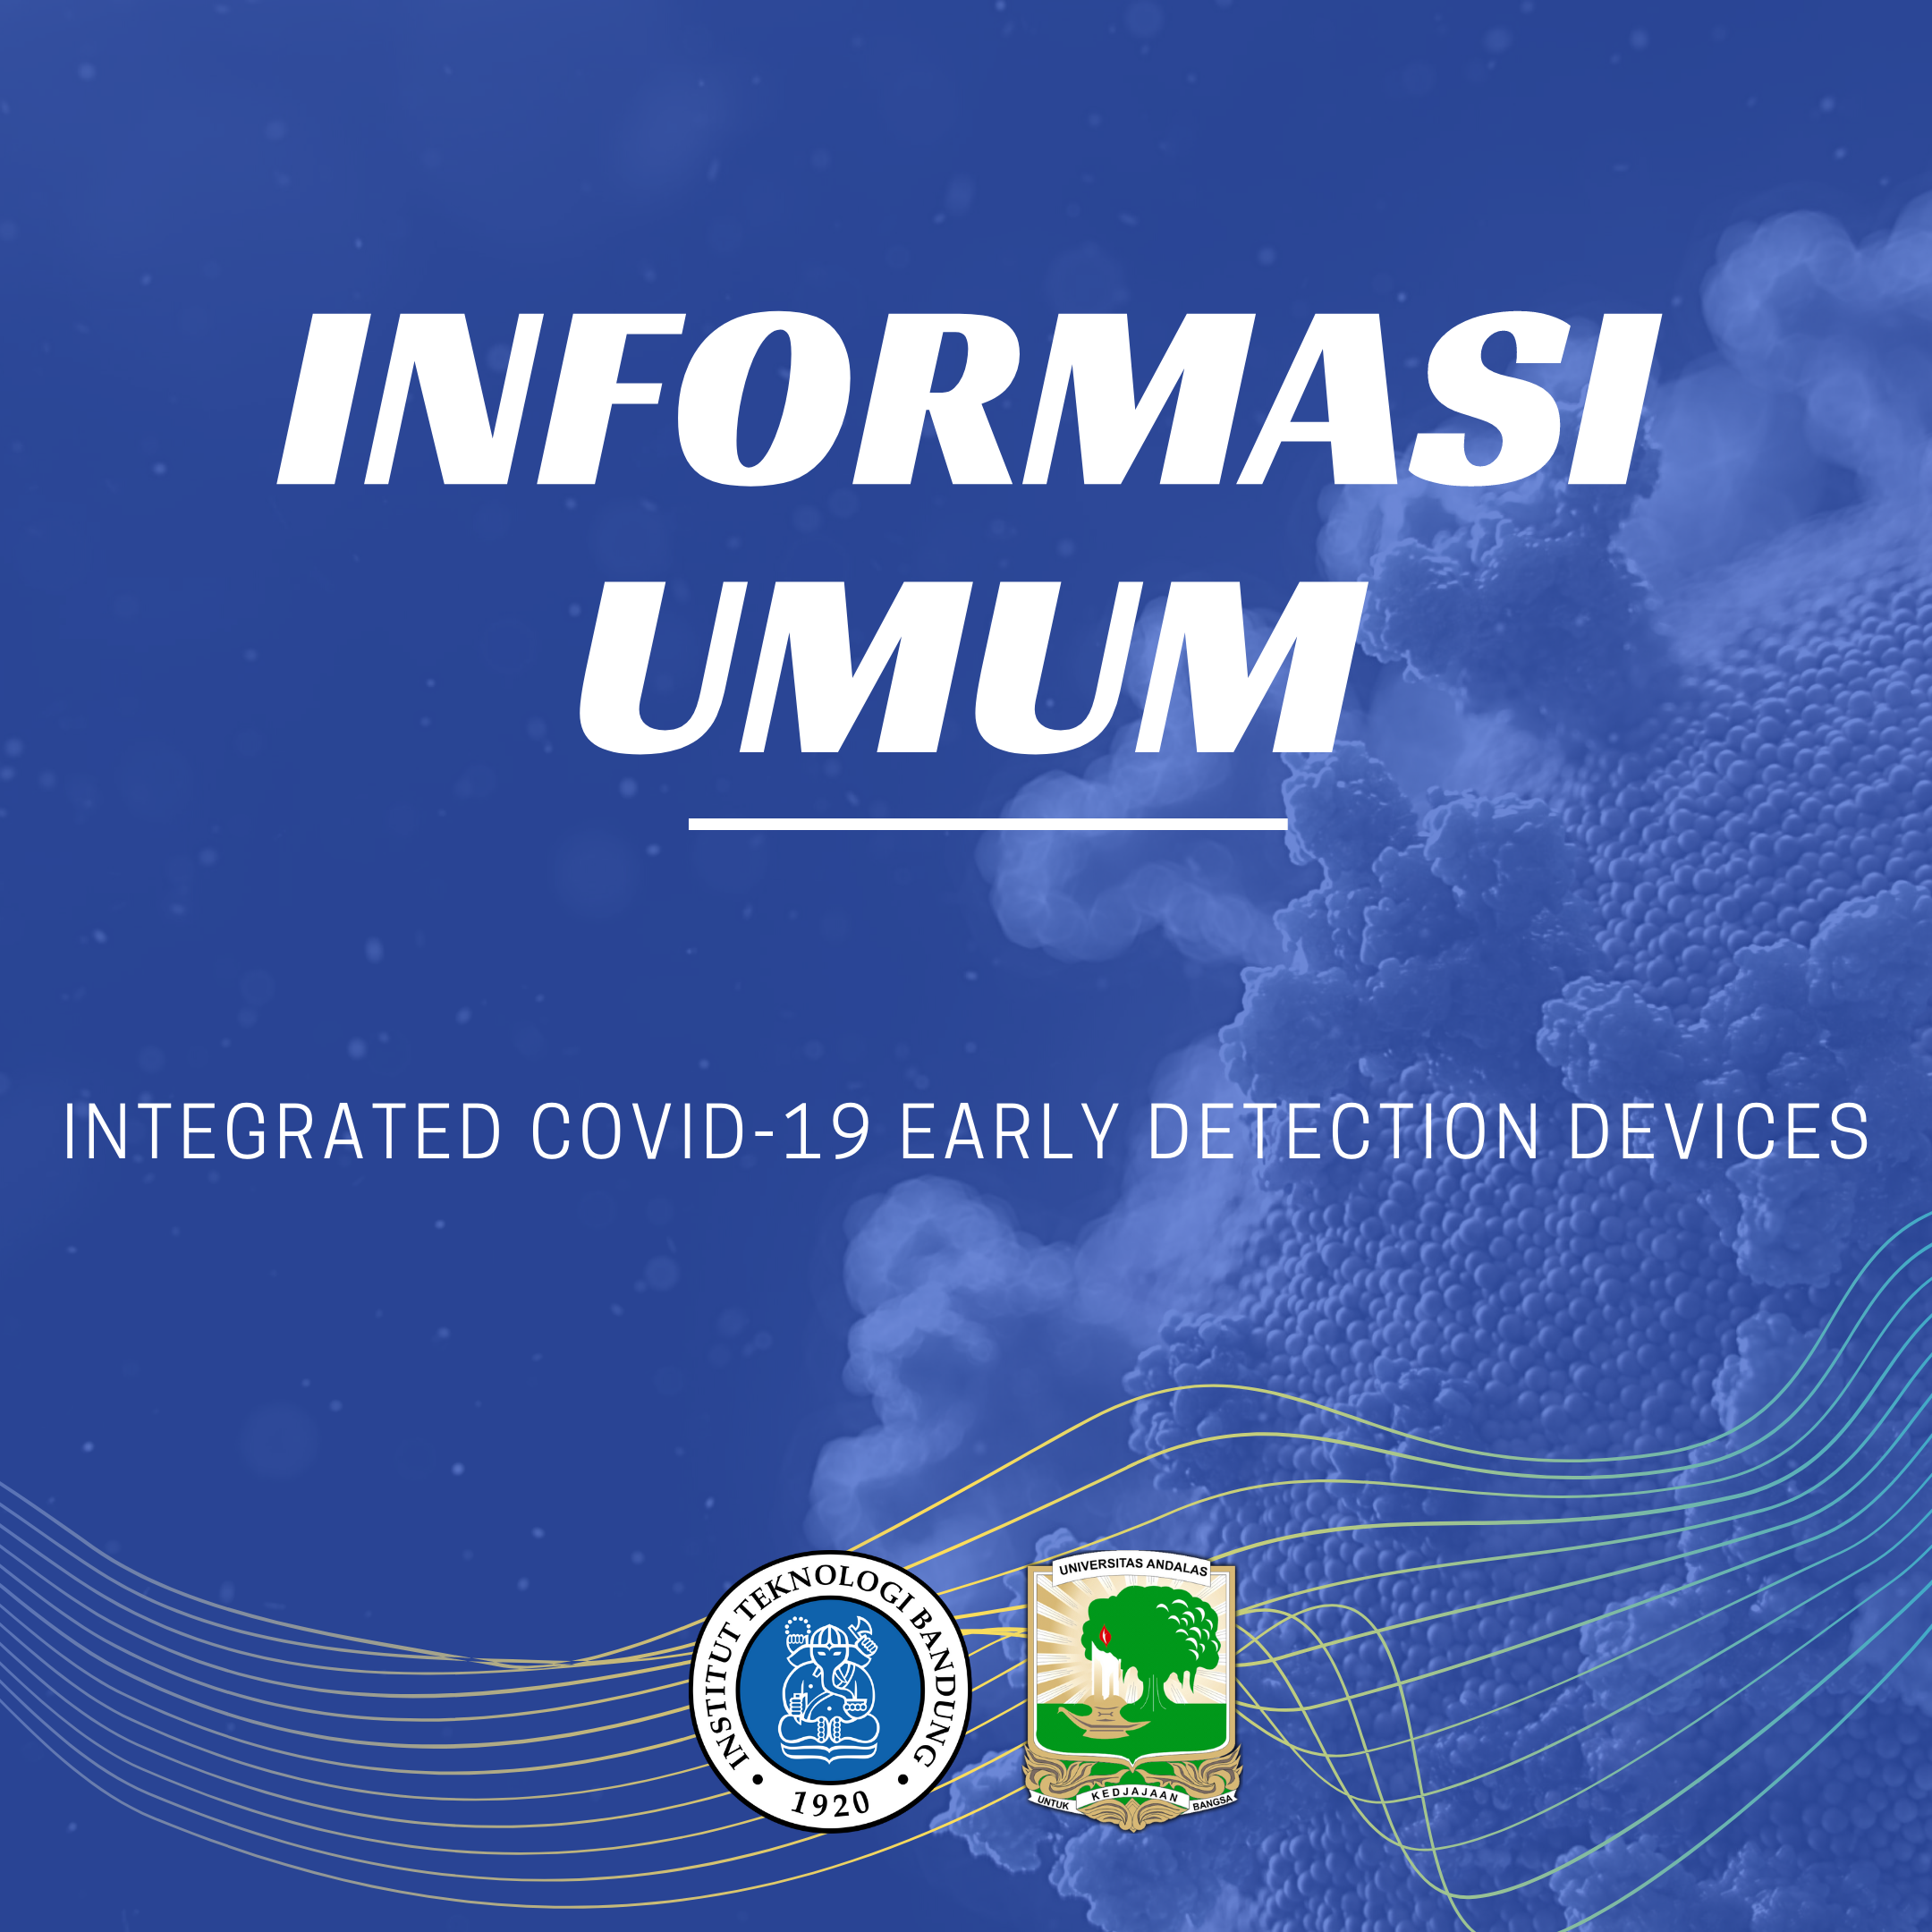 INFORMASI
UMUM
INTEGRATED COVID-19 EARLY DETECTION DEVICES
INSTITUT TEKNOLOGI BANDUNG
1920
UNIVERSITAS ANDALAS
UNTUK KEDJAJAAN BANGSA